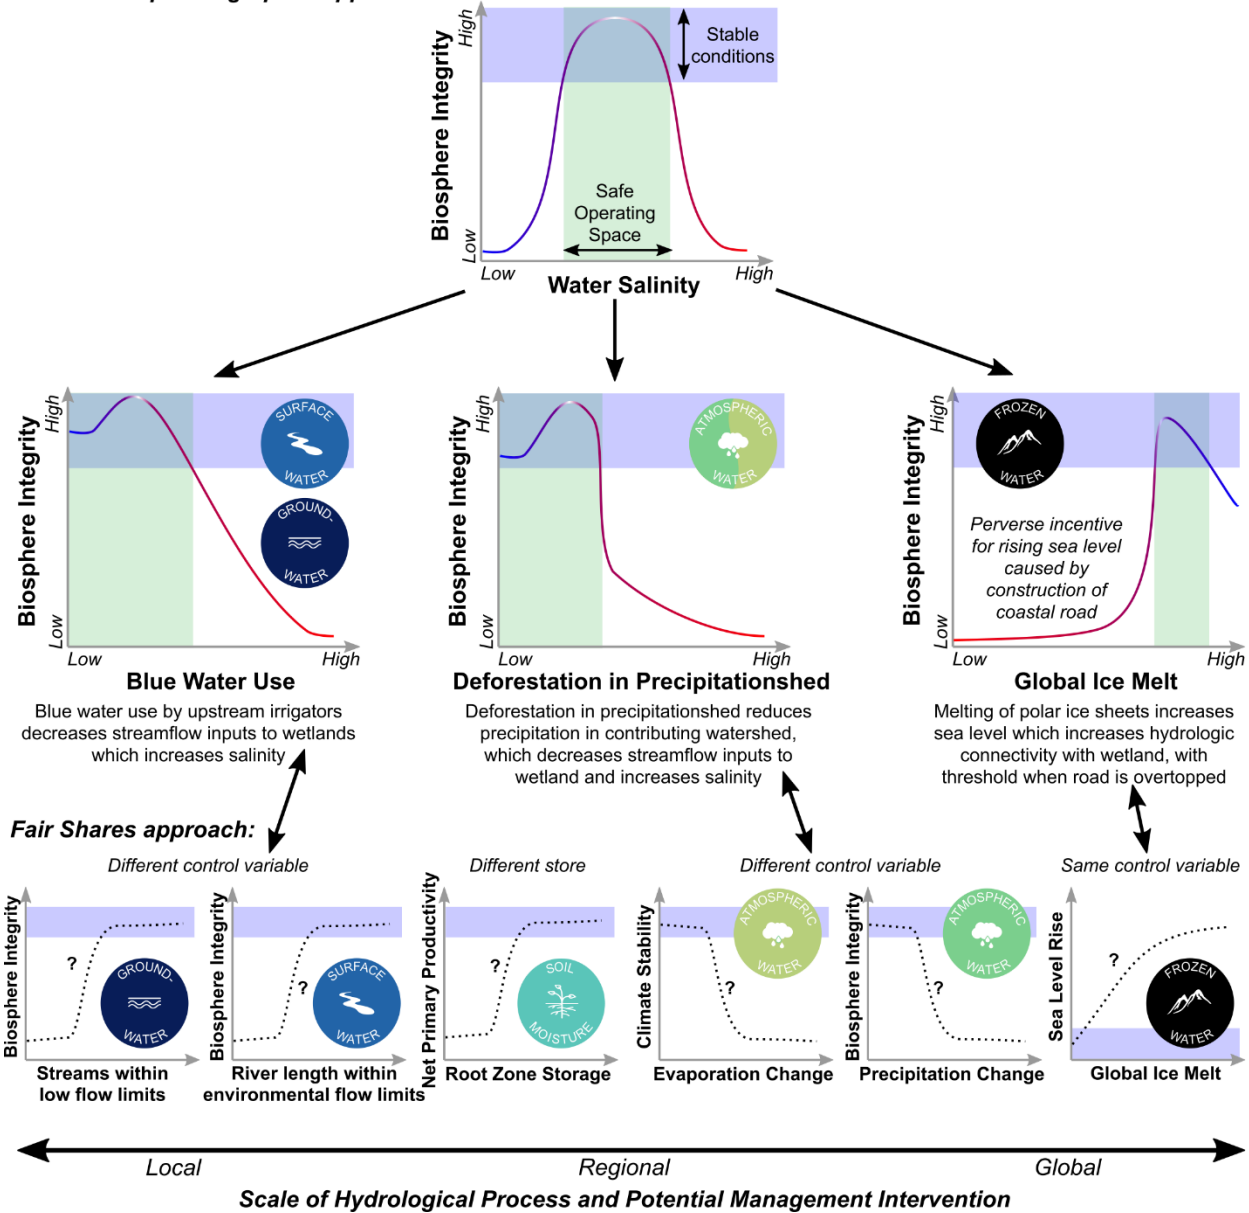 High
Stable
conditions
Biosphere Integrity
Safe
Operating
Space
Low
Low
High
Water Salinity
High
Biosphere Integrity
SURFACE
WATER
GROUND-
WATER
Low
Low
High
Blue Water Use
Blue water use by upstream irrigators
decreases streamflow inputs to wetlands
which increases salinity
High
Biosphere Integrity
ATMOSPHERIC
WATER
Low
Low
High
Deforestation in Precipitationshed
Deforestation in precipitationshed reduces
precipitation in contributing watershed,
which decreases streamflow inputs to
wetland and increases salinity
High
Biosphere Integrity
FROZEN
WATER
Perverse incentive
for rising sea level
caused by
construction of
coastal road
Low
Low
High
Global Ice Melt
Melting of polar ice sheets increases
sea level which increases hydrologic
connectivity with wetland, with
threshold when road is overtopped
Fair Shares approach:
Different control variable
Different store
Different control variable
Same control variable
Biosphere Integrity
?
GROUND-
WATER
Streams within
low flow limits
Biosphere Integrity
?
SURFACE
WATER
River length within
environmental flow limits
Net Primary Productivity
?
SOIL
MOISTURE
Root Zone Storage
Climate Stability
?
ATMOSPHERIC
WATER
Evaporation Change
Biosphere Integrity
?
ATMOSPHERIC
WATER
Precipitation Change
Sea Level Rise
?
FROZEN
WATER
Global Ice Melt
Local
Regional
Global
Scale of Hydrological Process and Potential Management Intervention